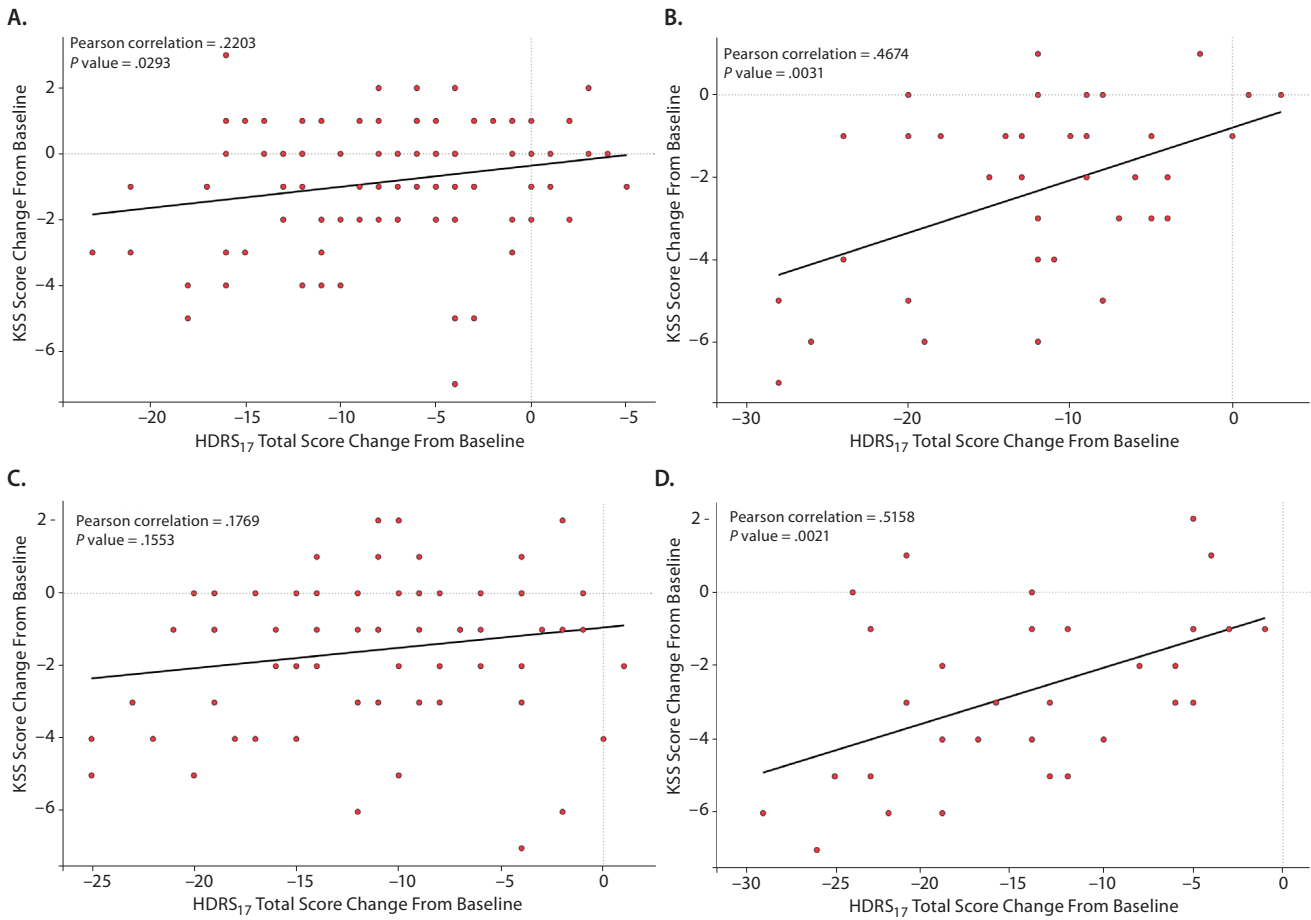 A.
Pearson correlation = .2203
P value = .0293
2
0
−2
−4
−6
KSS Score Change From Baseline
−20 −15 −10 −5 0 −5
HDRS17 Total Score Change From Baseline
B.
Pearson correlation = .4674
P value = .0031
0
−2
−4
−6
KSS Score Change From Baseline
−30 −20 −10 0
HDRS17 Total Score Change From Baseline
C.
Pearson correlation = .1769
P value = .1553
2 -
0
−2
−4
−6
KSS Score Change From Baseline
−25 −20 −15 −10 −5 0
HDRS17 Total Score Change From Baseline
D.
Pearson correlation = .5158
P value = .0021
2 -
0
−2
−4
−6
KSS Score Change From Baseline
−30 −25 −20 −15 −10 −5 0
HDRS17 Total Score Change From Baseline